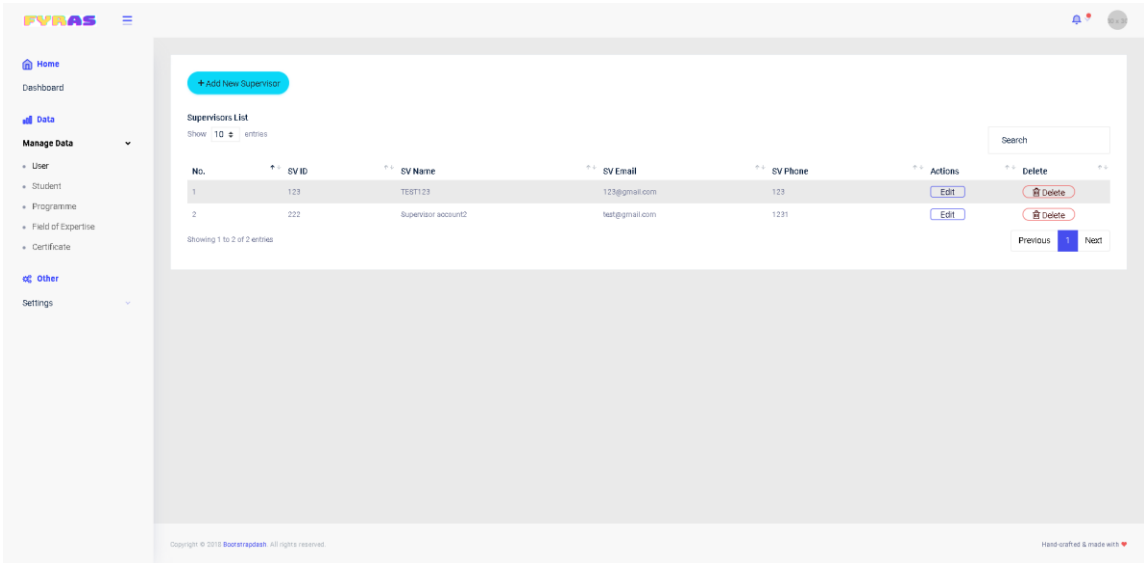 FYRAS
Home
Dashboard
Data
Manage Data
User
Student
Programme
Field of Expertise
Certificate
Other
Settings
+ Add New Supervisor
Supervisors List
Show 10 entries
Search
No. SV ID SV Name SV Email SV Phone Actions Delete
1 123 TEST123 123@gmail.com 123 Edit Delete
2 222 Supervisor account2 test@gmail.com 1231 Edit Delete
Showing 1 to 2 of 2 entries
Previous 1 Next
Copyright © 2018 Bootstrapdash. All rights reserved.
Hand-crafted & made with